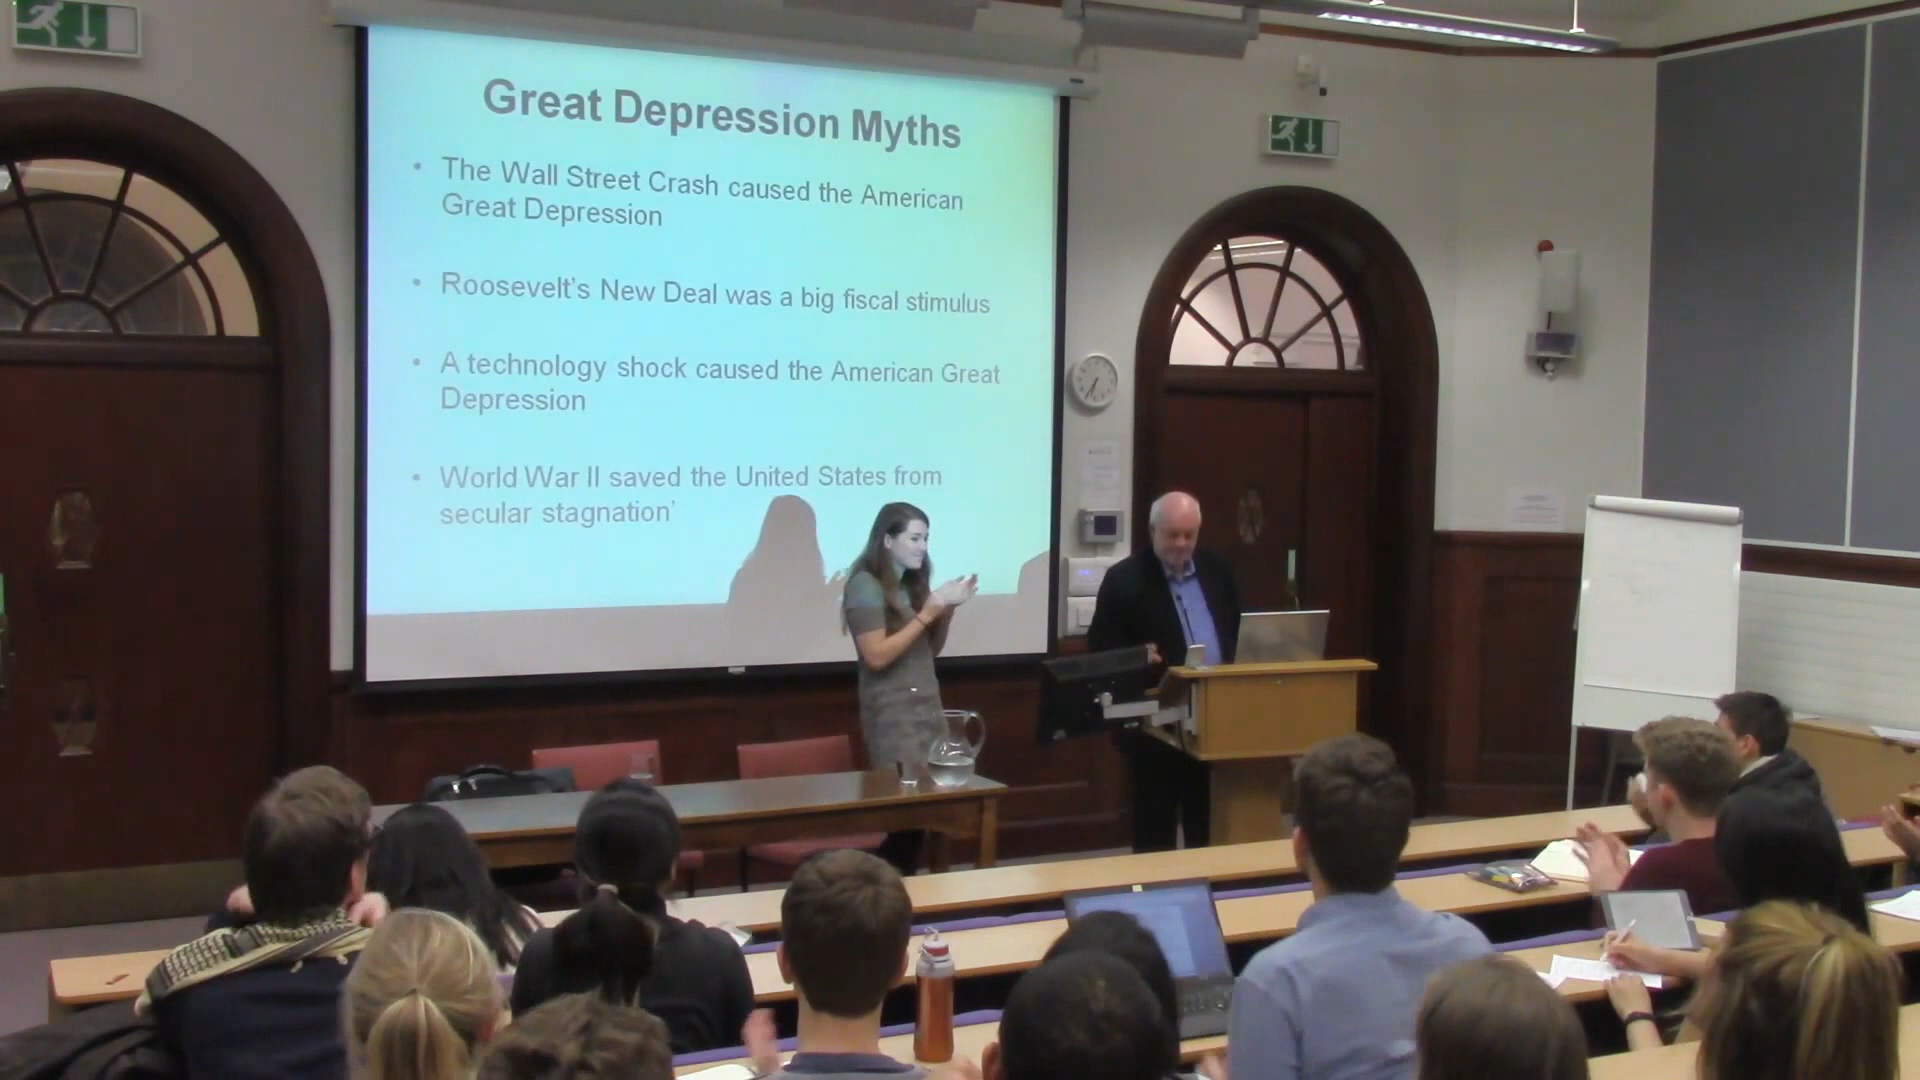 Great Depression Myths
• The Wall Street Crash caused the American
Great Depression
• Roosevelt's New Deal was a big fiscal stimulus
• A technology shock caused the American Great
Depression
• World War II saved the United States from
secular stagnation'